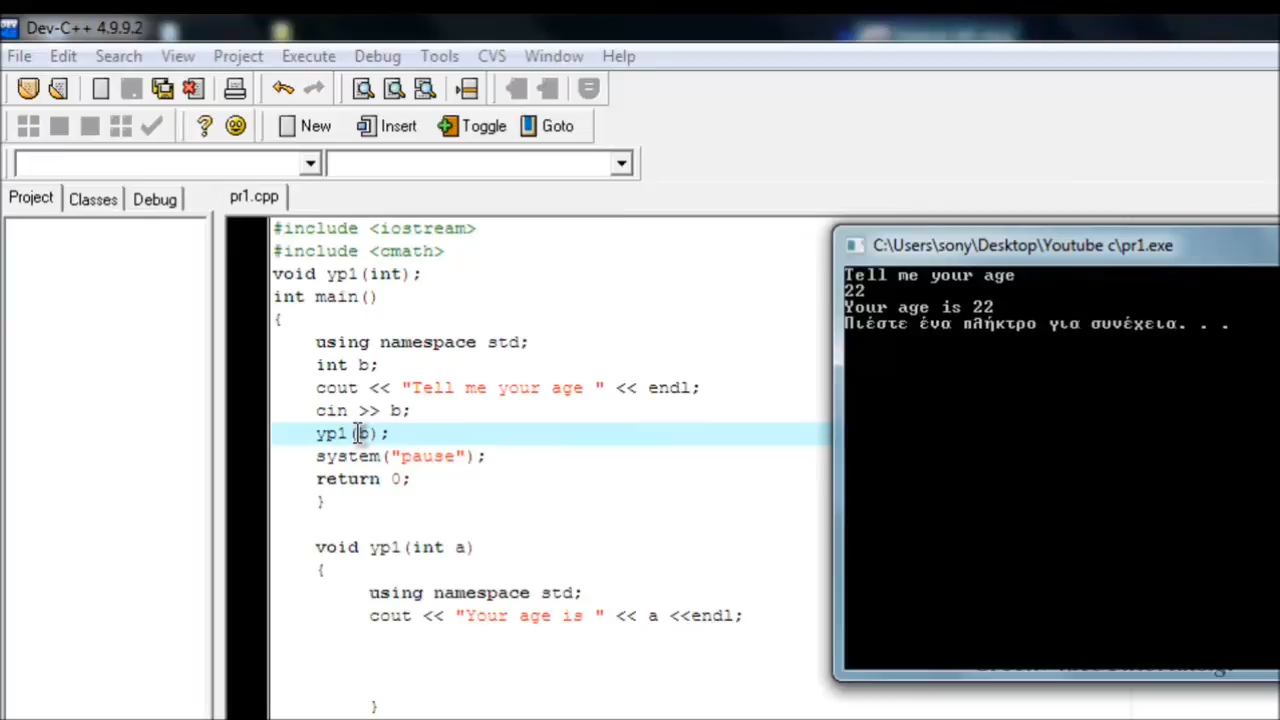 Dev-C++ 4.9.9.2
File Edit Search View Project Execute Debug Tools CVS Window Help
New Insert Toggle Goto
Project Classes Debug pr1.cpp
#include <iostream>
#include <cmath>
void yp1(int);
int main()
{
using namespace std;
int b;
cout << "Tell me your age " << endl;
cin >> b;
yp1(b);
system("pause");
return 0;
}
void yp1(int a)
{
using namespace std;
cout << "Your age is " << a <<endl;
}
C:\Users\sony\Desktop\Youtube c\pr1.exe
Tell me your age
22
Your age is 22
Πιέστε ένα πλήκτρο για συνέχεια. . .